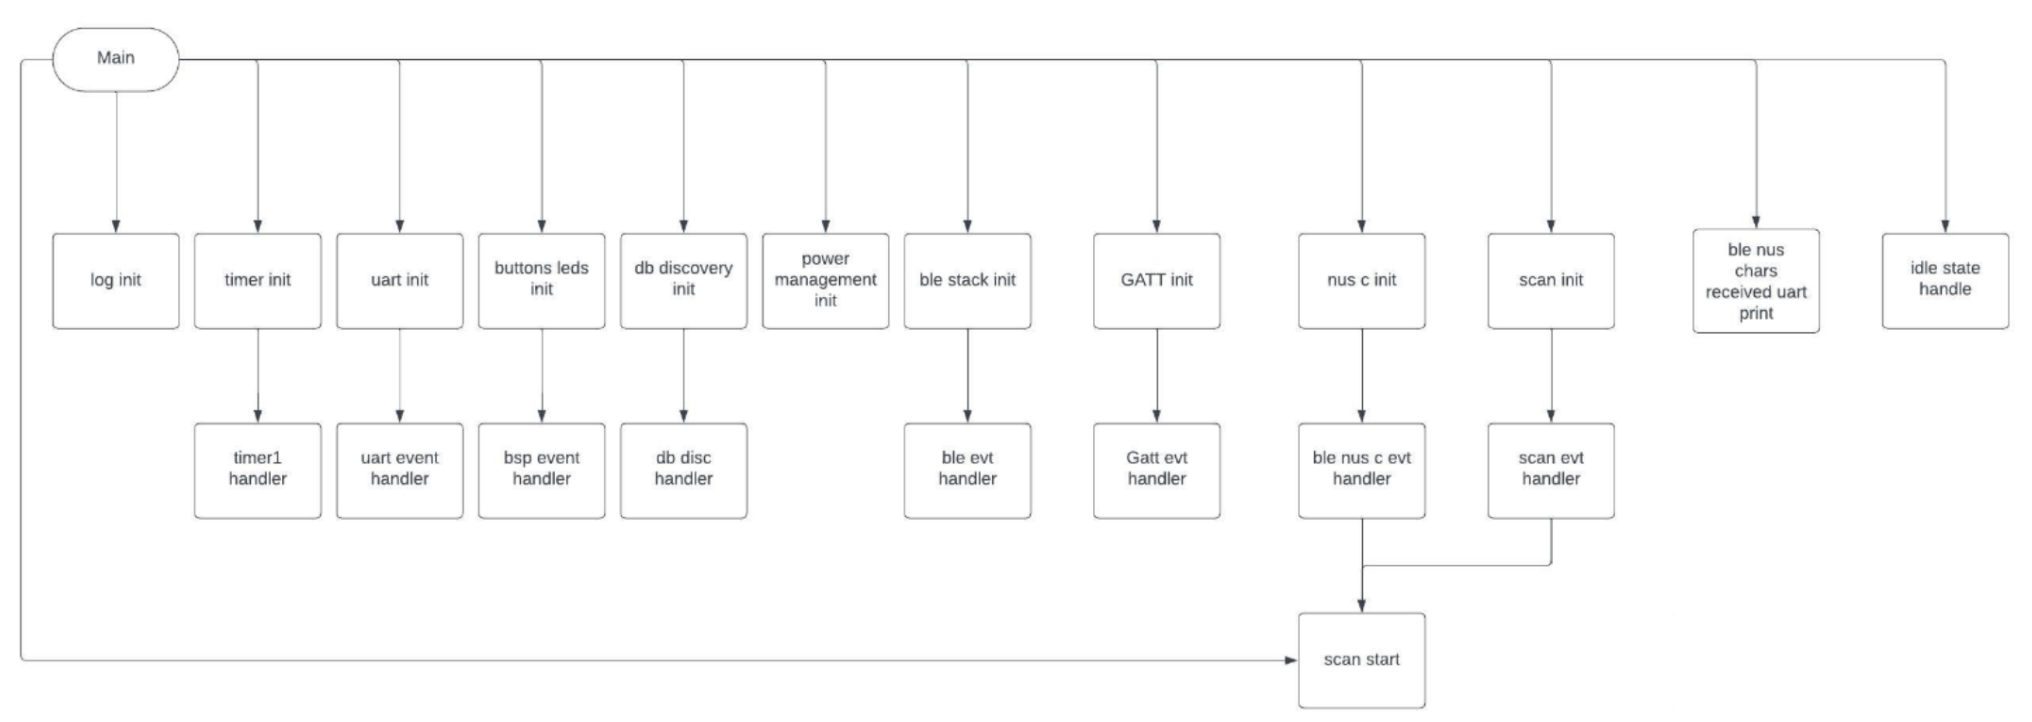 Main
log init
timer init
uart init
buttons leds
init
db discovery
init
power
management
init
ble stack init
GATT init
nus c init
scan init
ble nus
chars
received uart
print
idle state
handle
timer1
handler
uart event
handler
bsp event
handler
db disc
handler
ble evt
handler
Gatt evt
handler
ble nus c evt
handler
scan evt
handler
scan start